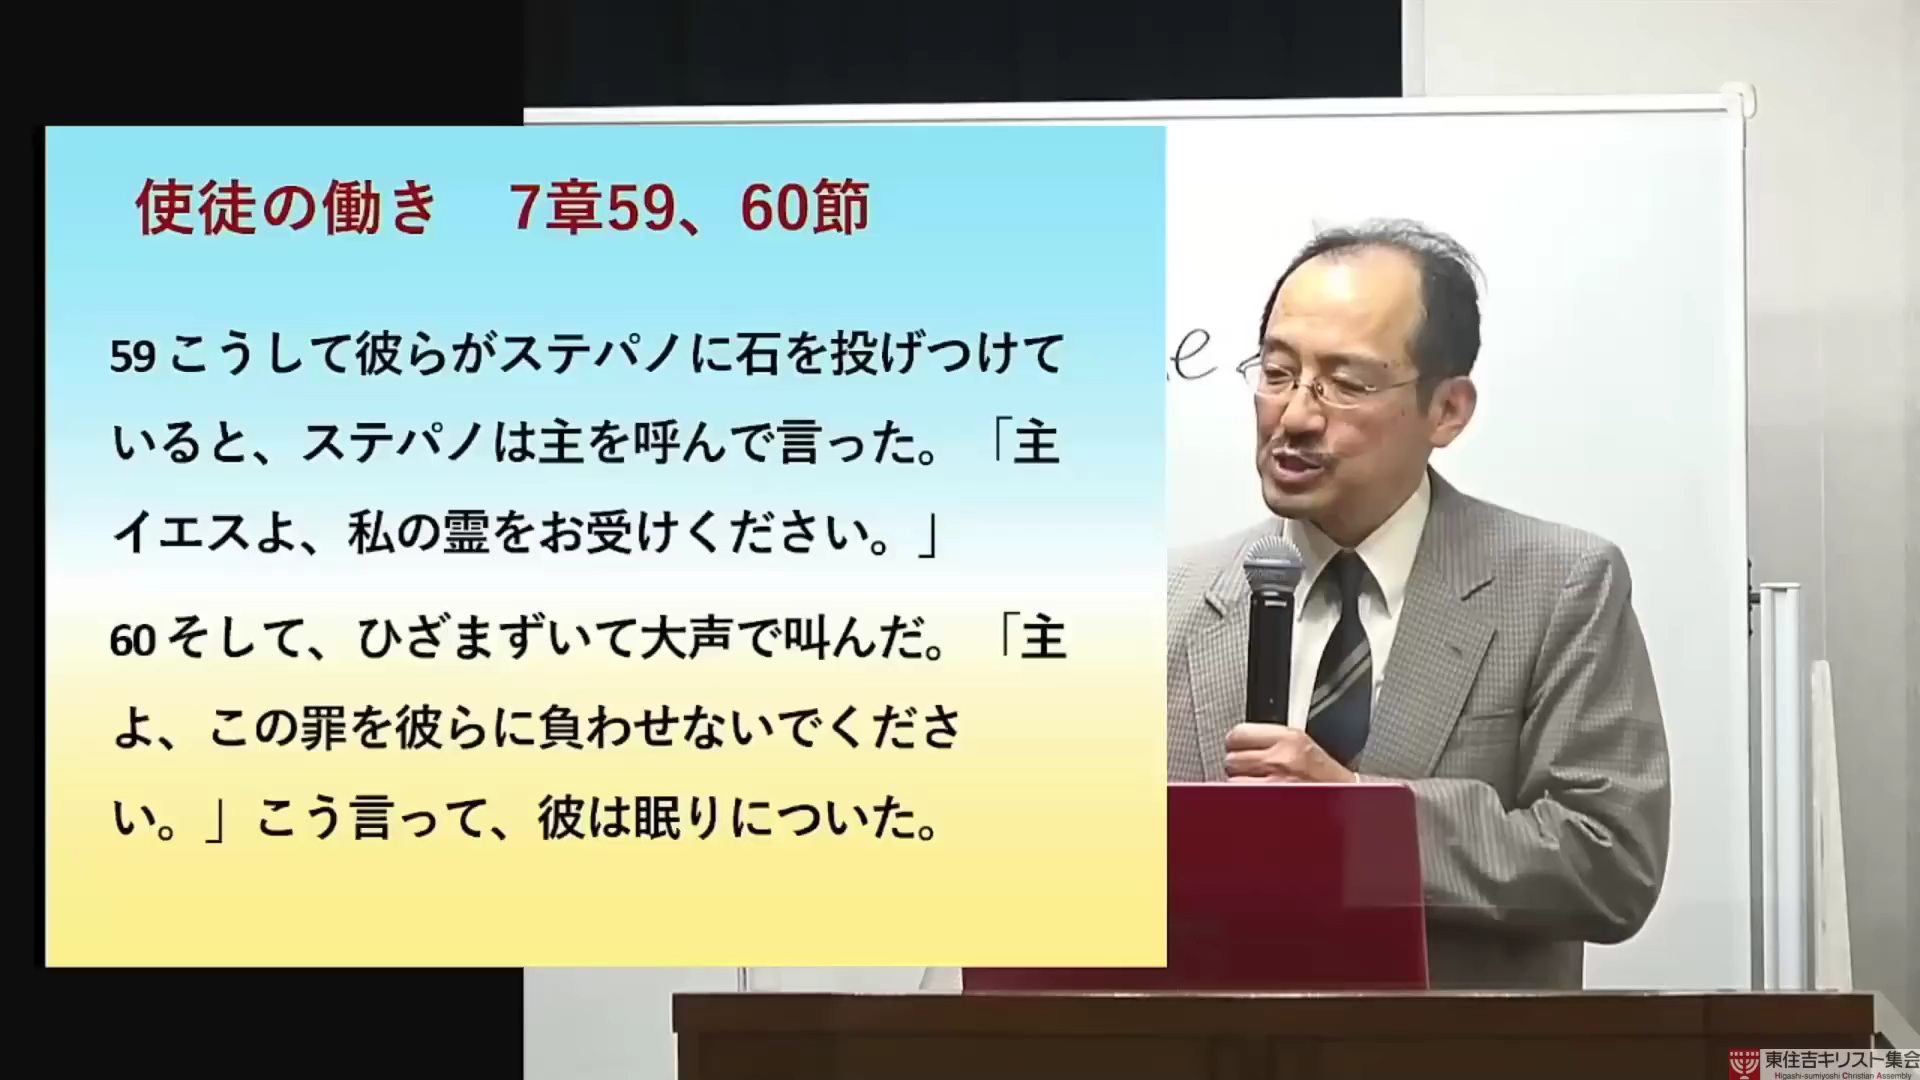 使徒の働き　7章59、60節
59 こうして彼らがステパノに石を投げつけて
いると、ステパノは主を呼んで言った。「主
イエスよ、私の霊をお受けください。」
60 そして、ひざまずいて大声で叫んだ。「主
よ、この罪を彼らに負わせないでくださ
い。」こう言って、彼は眠りについた。
東住吉キリスト集会
Higashi-sumiyoshi Christian Assembly